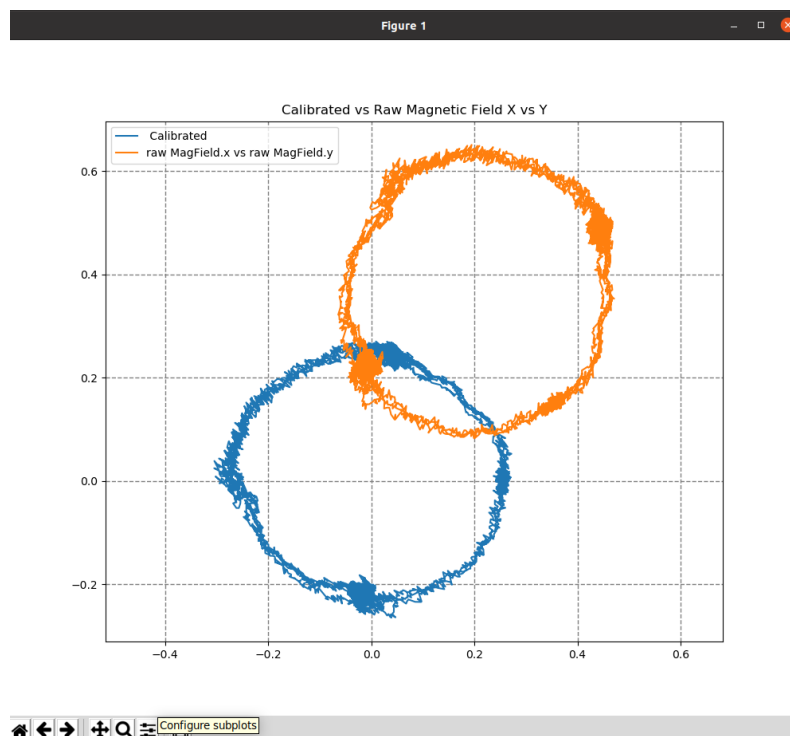 Figure 1
Calibrated vs Raw Magnetic Field X vs Y
Calibrated
raw MagField.x vs raw MagField.y
0.6
0.4
0.2
0.0
−0.2
−0.4
−0.2
0.0
0.2
0.4
0.6
Configure subplots